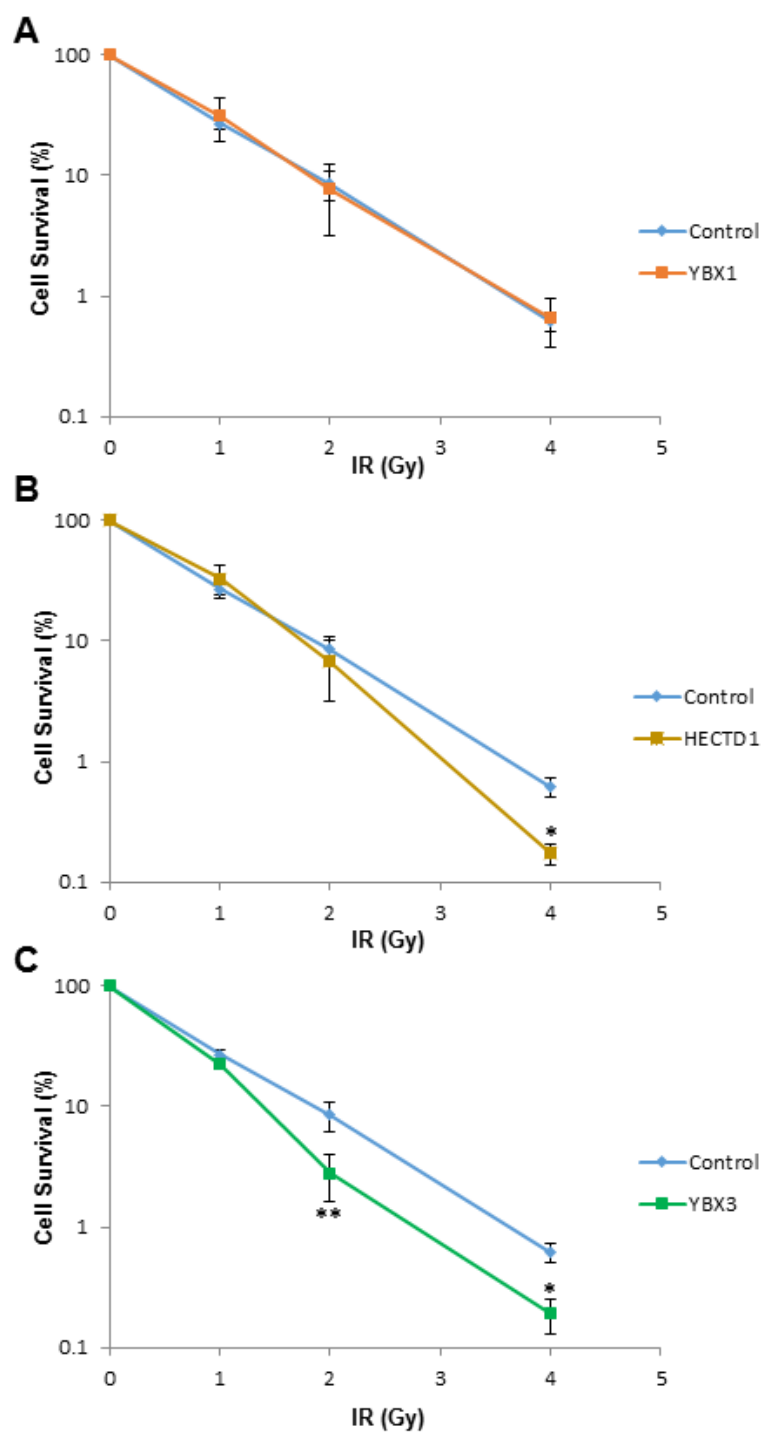 A
100
10
1
0.1
Cell Survival (%)
0 1 2 3 4 5
IR (Gy)
Control
YBX1
B
100
10
1
0.1
Cell Survival (%)
*
0 1 2 3 4 5
IR (Gy)
Control
HECTD1
C
100
10
1
0.1
Cell Survival (%)
**
*
0 1 2 3 4 5
IR (Gy)
Control
YBX3